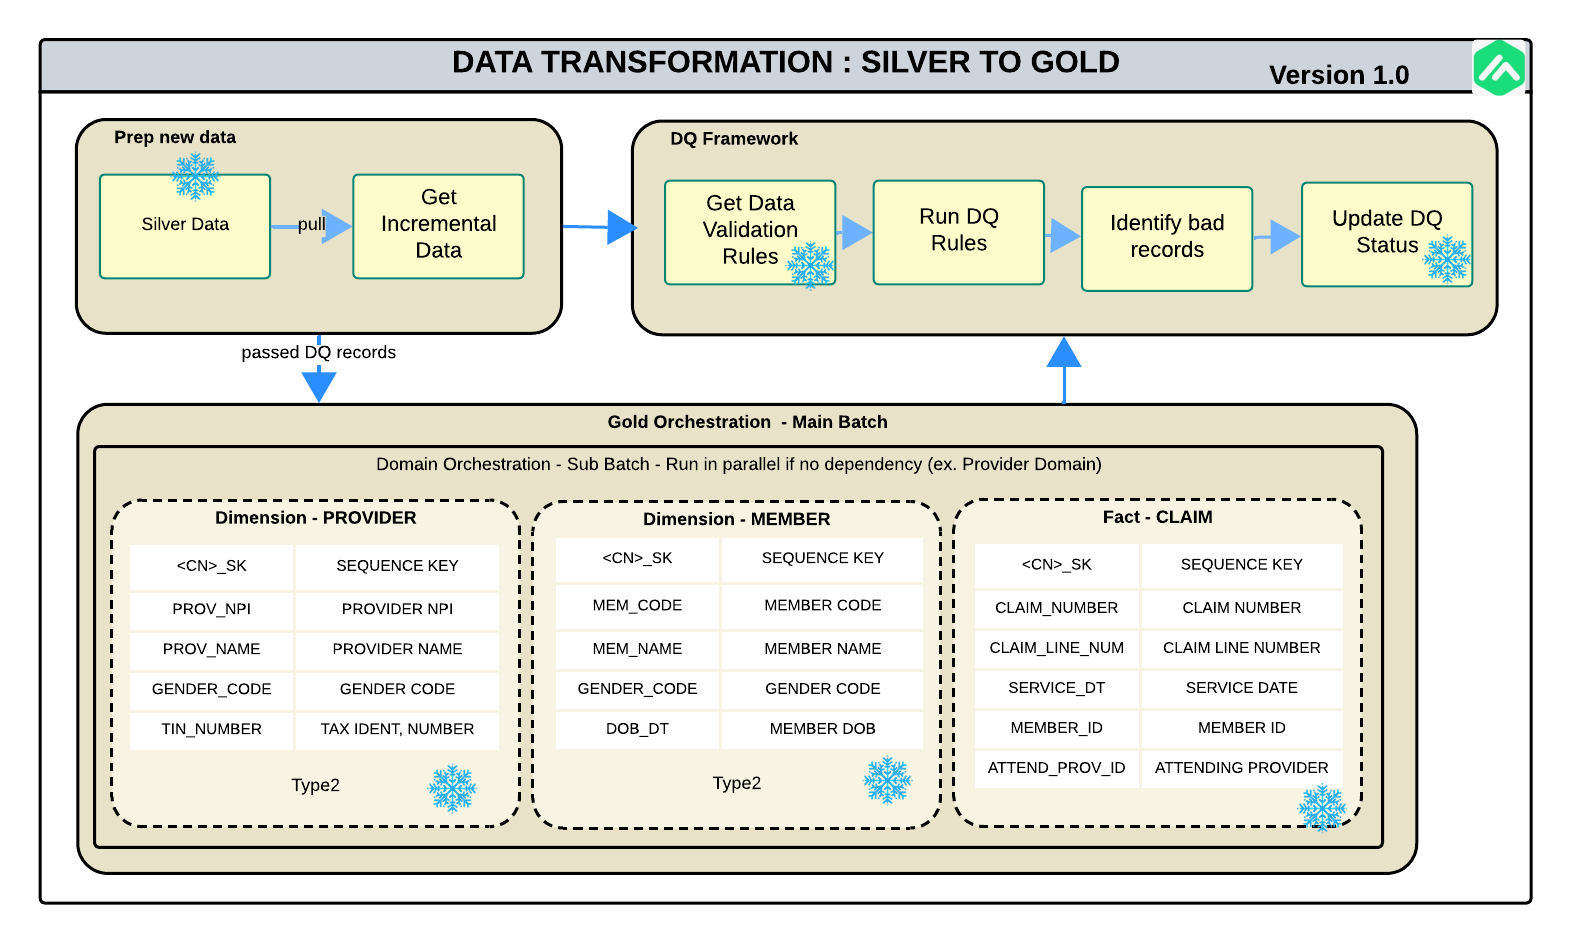 DATA TRANSFORMATION : SILVER TO GOLD
Version 1.0
Prep new data
Silver Data
pull
Get
Incremental
Data
DQ Framework
Get Data
Validation
Rules
Run DQ
Rules
Identify bad
records
Update DQ
Status
passed DQ records
Gold Orchestration - Main Batch
Domain Orchestration - Sub Batch - Run in parallel if no dependency (ex. Provider Domain)
Dimension - PROVIDER
<CN>_SK SEQUENCE KEY
PROV_NPI PROVIDER NPI
PROV_NAME PROVIDER NAME
GENDER_CODE GENDER CODE
TIN_NUMBER TAX IDENT, NUMBER
Type2
Dimension - MEMBER
<CN>_SK SEQUENCE KEY
MEM_CODE MEMBER CODE
MEM_NAME MEMBER NAME
GENDER_CODE GENDER CODE
DOB_DT MEMBER DOB
Type2
Fact - CLAIM
<CN>_SK SEQUENCE KEY
CLAIM_NUMBER CLAIM NUMBER
CLAIM_LINE_NUM CLAIM LINE NUMBER
SERVICE_DT SERVICE DATE
MEMBER_ID MEMBER ID
ATTEND_PROV_ID ATTENDING PROVIDER